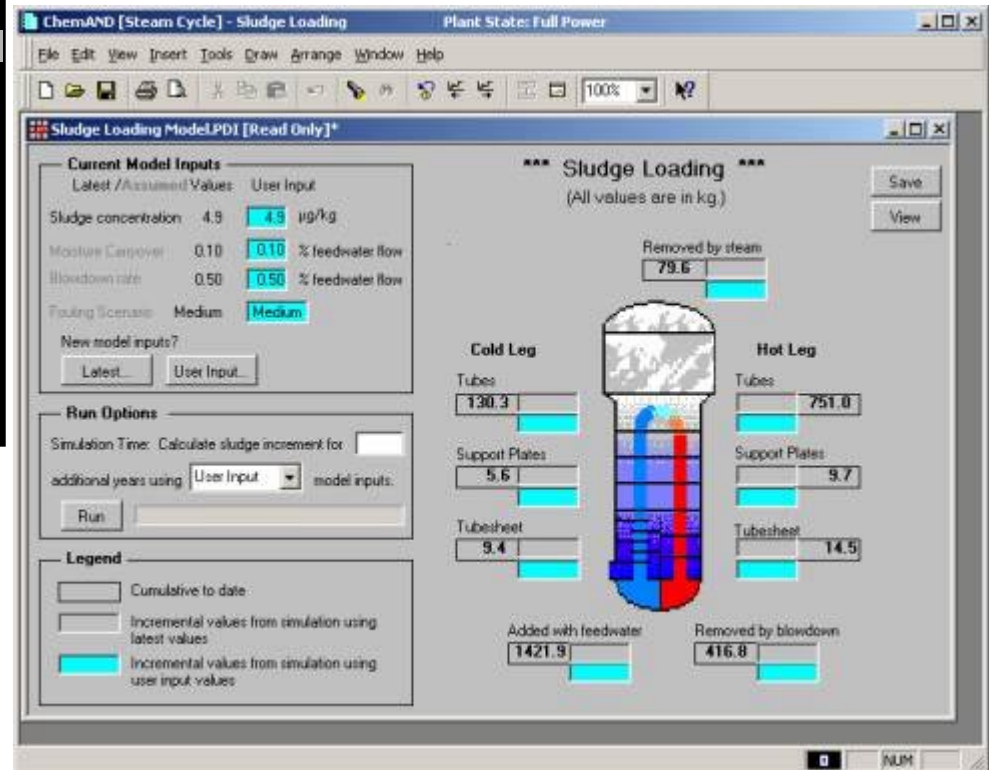 ChemAND [Steam Cycle] - Sludge Loading Plant State: Full Power
File Edit View Insert Tools Draw Arrange Window Help
100%
Sludge Loading Model.PDI [Read Only]*
Current Model Inputs
Latest / Assumed Values User Input
Sludge concentration 4.9 4.9 µg/kg
Moisture Carryover 0.10 0.10 % feedwater flow
Blowdown rate 0.50 0.50 % feedwater flow
Fouling Scenario Medium Medium
New model inputs?
Latest... User Input...
Run Options
Simulation Time: Calculate sludge increment for
additional years using User Input model inputs.
Run
Legend
Cumulative to date
Incremental values from simulation using
latest values
Incremental values from simulation using
user input values
*** Sludge Loading ***
(All values are in kg.)
Save
View
Removed by steam
79.6
Cold Leg Hot Leg
Tubes Tubes
130.3 751.0
Support Plates Support Plates
5.6 9.7
Tubesheet Tubesheet
9.4 14.5
Added with feedwater Removed by blowdown
1421.9 416.8
NUM